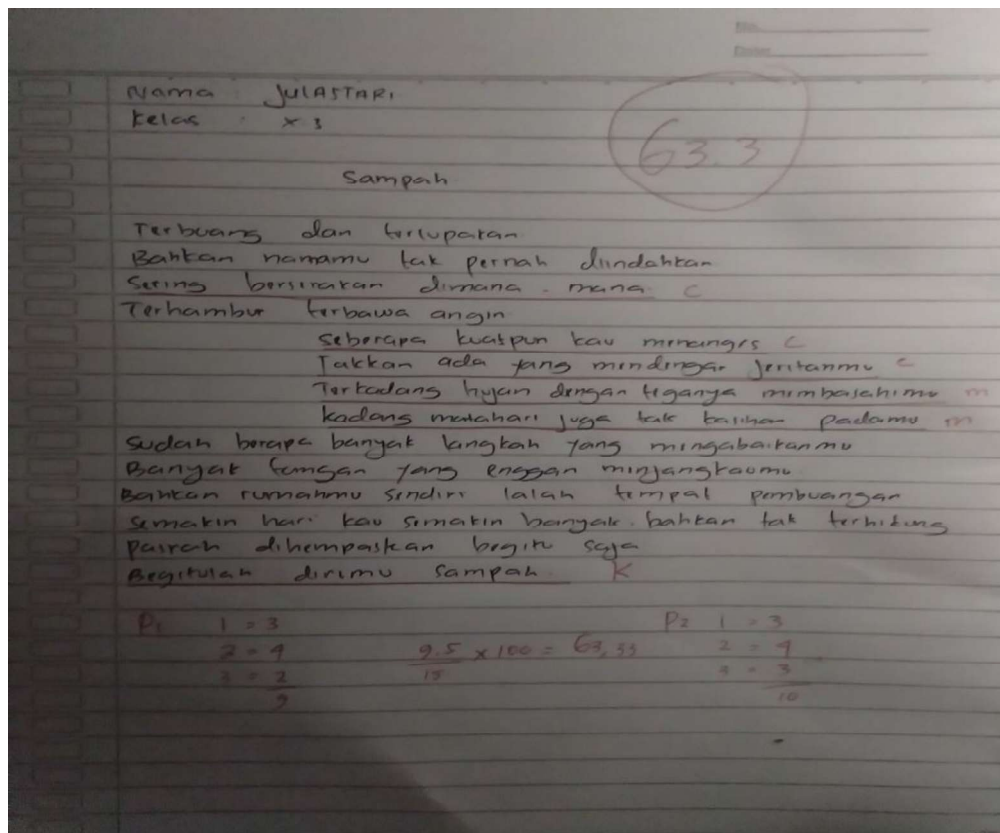 Nama : JULASTARI
Kelas : X 3
63.3
Sampah
Terbuang dan terlupakan
Bahkan namamu tak pernah diindahkan
Sering berserakan dimana - mana C
Terhambur terbawa angin
Seberapa kuatpun kau menangis C
Takkan ada yang mendengar jeritanmu C
Terkadang hujan dengan teganya membasahimu m
kadang matahari juga tak kasihan padamu m
Sudah berapa banyak langkah yang mengabaikanmu
Banyak tangan yang enggan menjangkaumu
Bahkan rumahmu sendiri ialah tempat pembuangan
Semakin hari kau semakin banyak bahkan tak terhitung
Pasrah dihempaskan begitu saja
Begitulah dirimu sampah. K
P1 1 = 3
2 = 4
3 = 2
9
9.5 x 100 = 63,33
15
P2 1 = 3
2 = 4
3 = 3
10